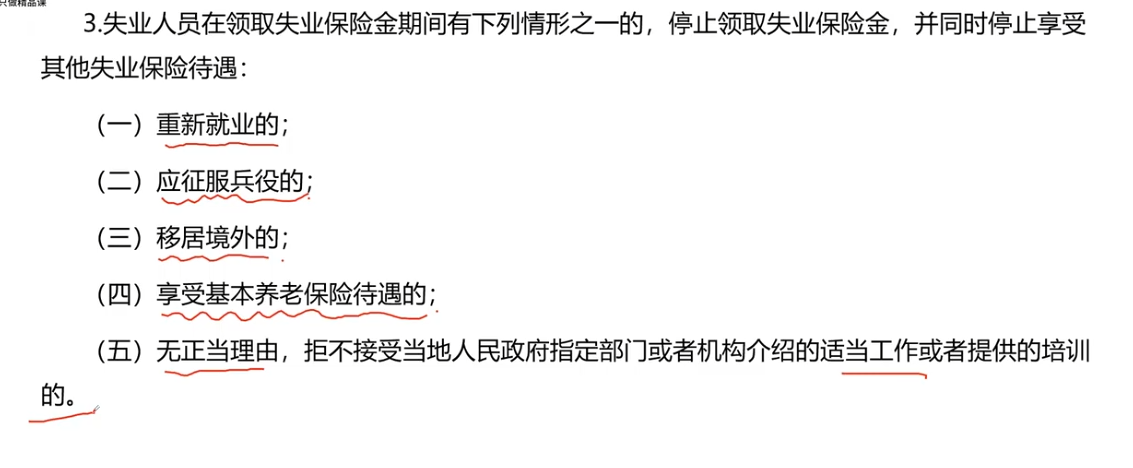 只做精品课
3.失业人员在领取失业保险金期间有下列情形之一的，停止领取失业保险金，并同时停止享受
其他失业保险待遇：
（一）重新就业的；
（二）应征服兵役的；
（三）移居境外的；
（四）享受基本养老保险待遇的；
（五）无正当理由，拒不接受当地人民政府指定部门或者机构介绍的适当工作或者提供的培训
的。